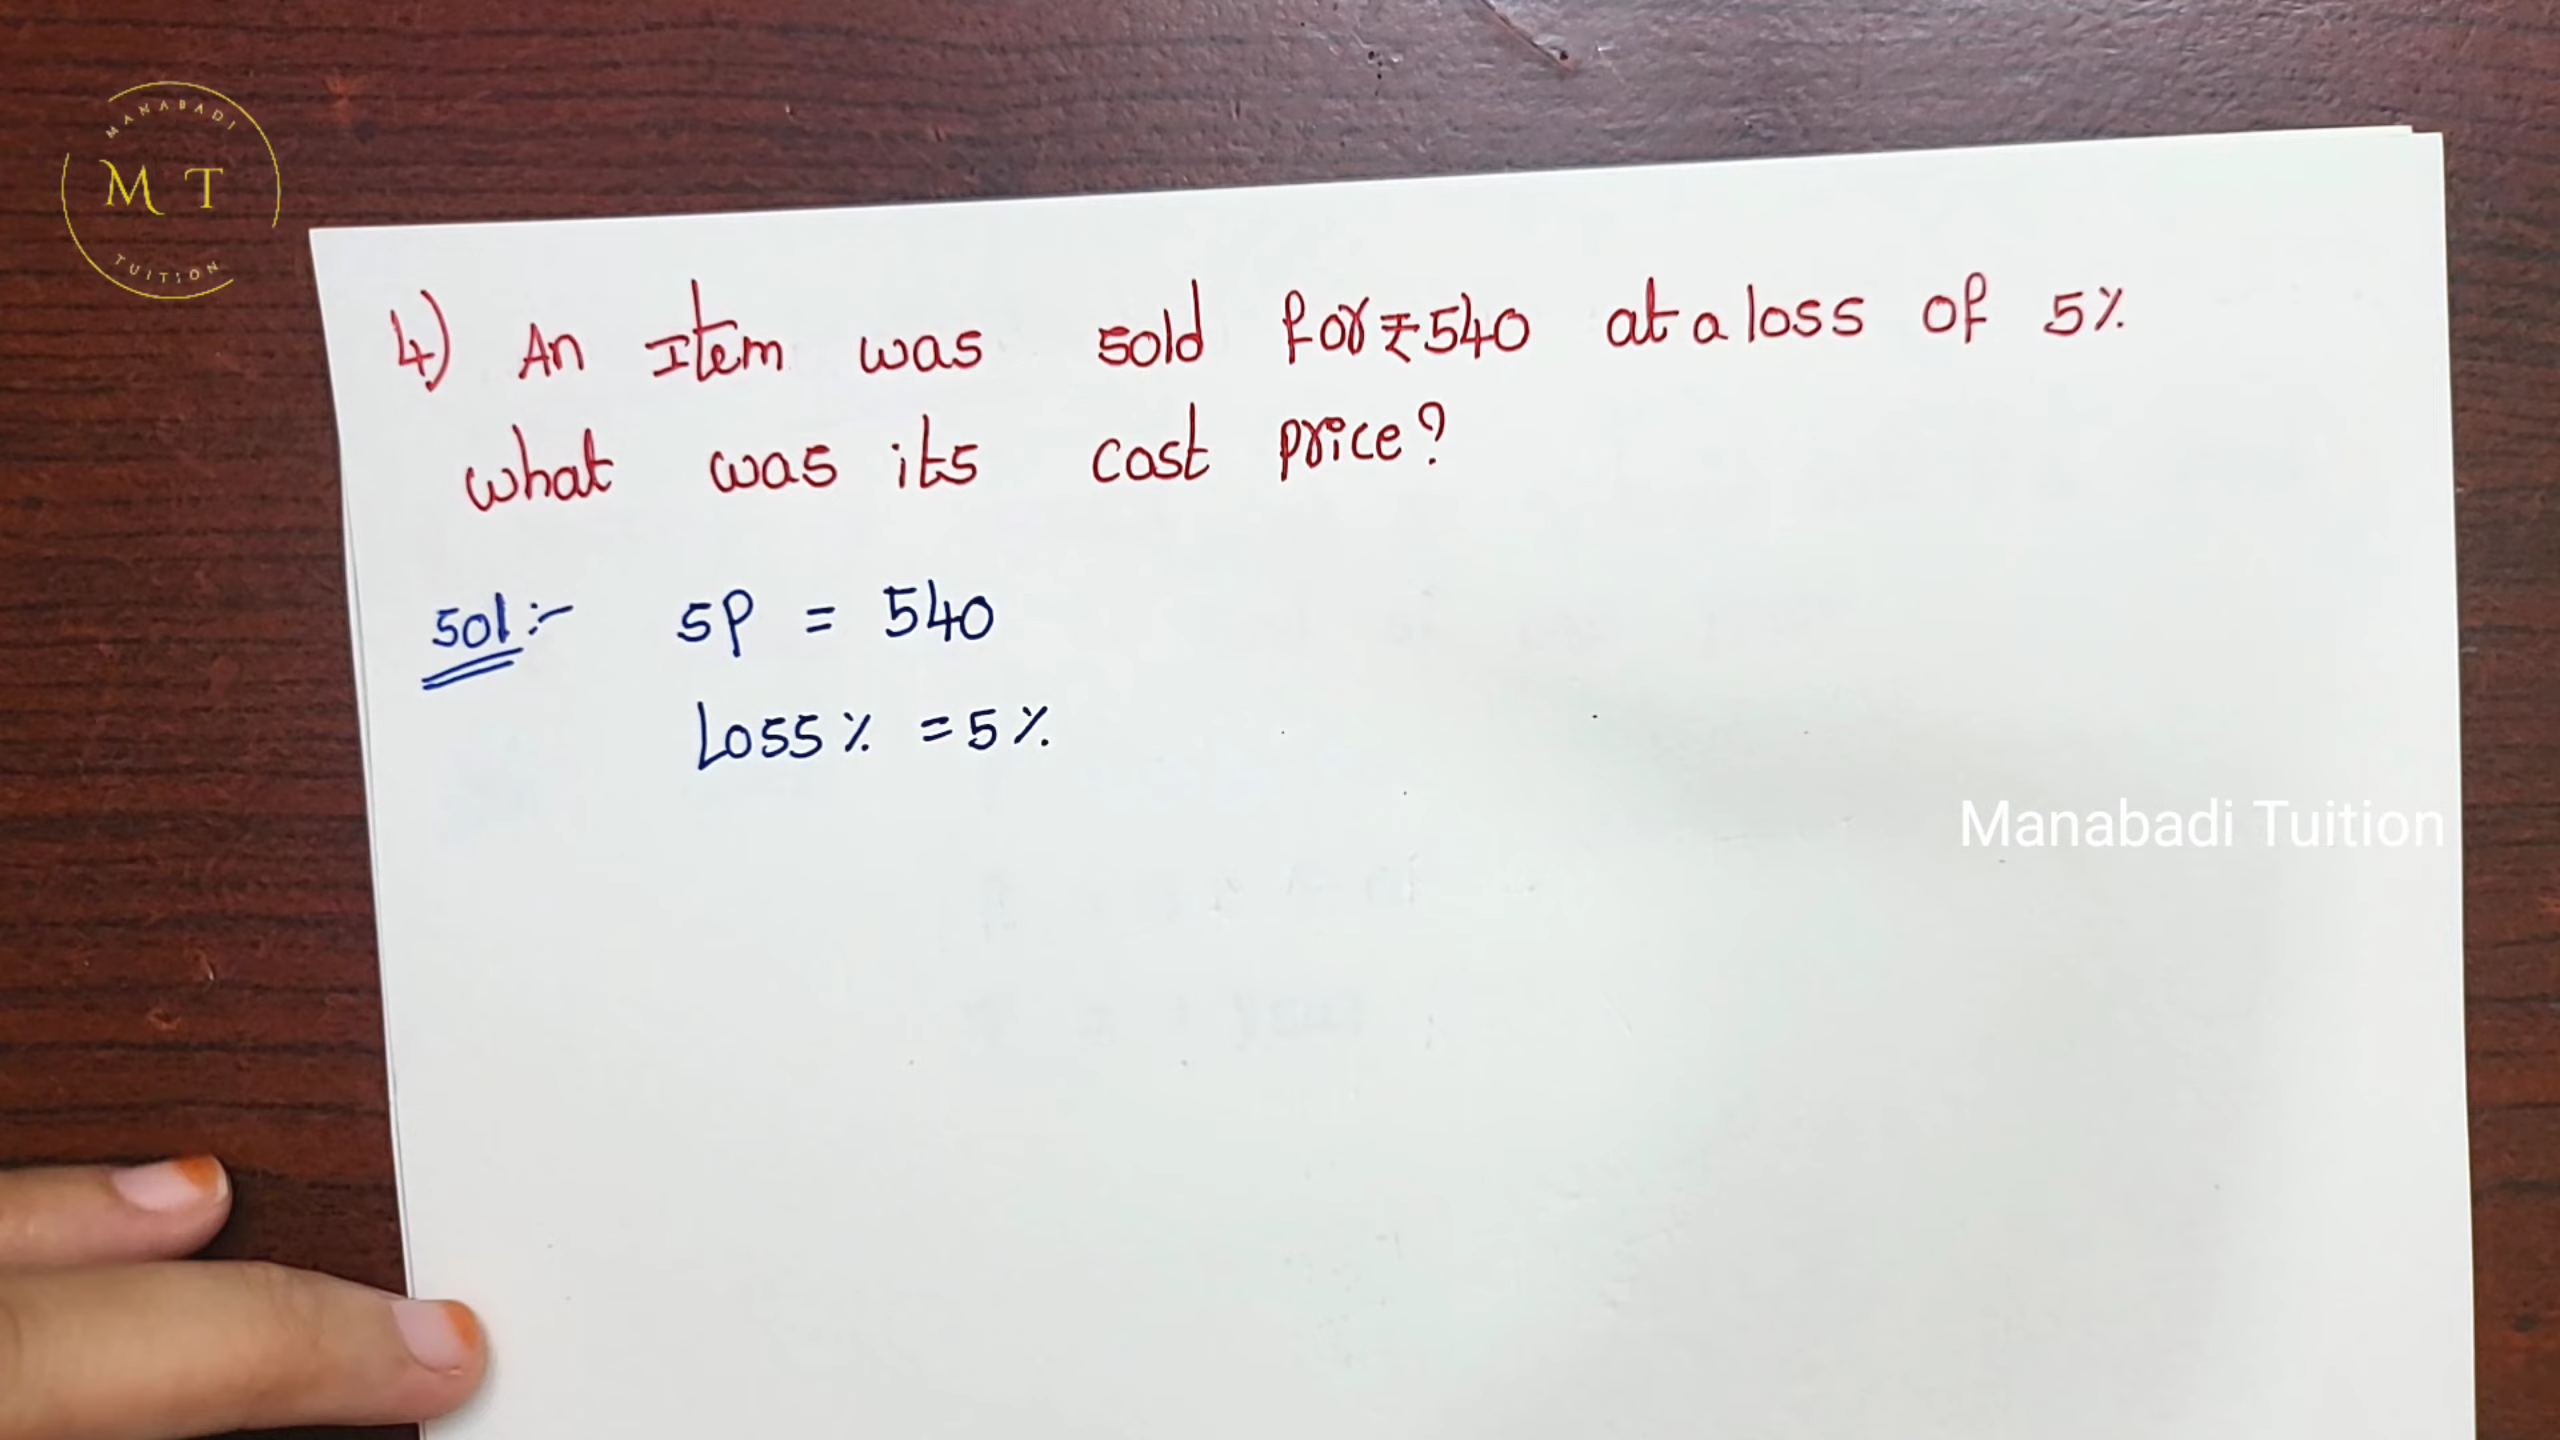 MANABADI
M T
TUITION
4) An Item was sold for ₹540 at a loss of 5%
what was its cost price?
Sol:- SP = 540
Loss% = 5%
Manabadi Tuition